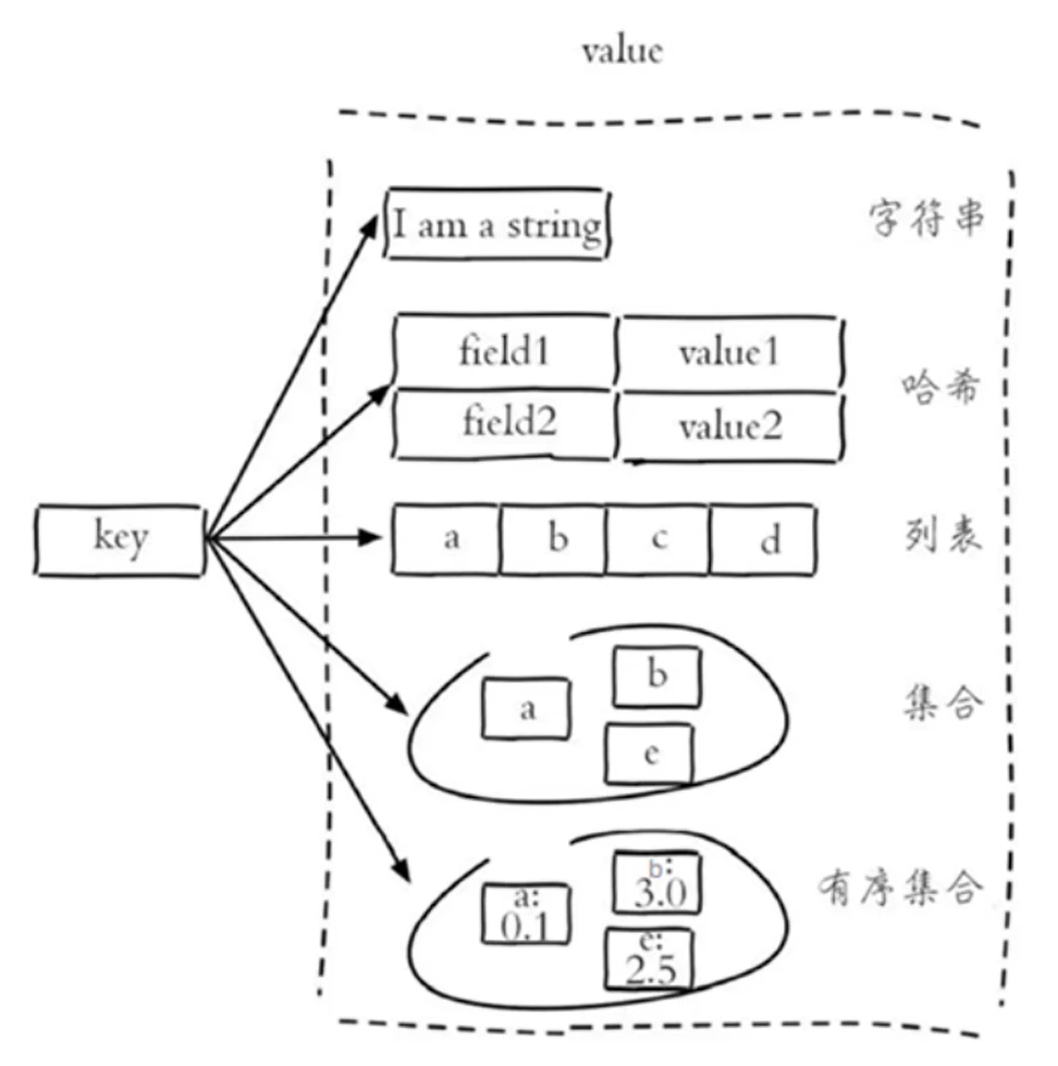 value
I am a string
字符串
field1 value1
哈希
field2 value2
key
a b c d
列表
b
a
集合
e
b:
3.0
a:
0.1
有序集合
e:
2.5